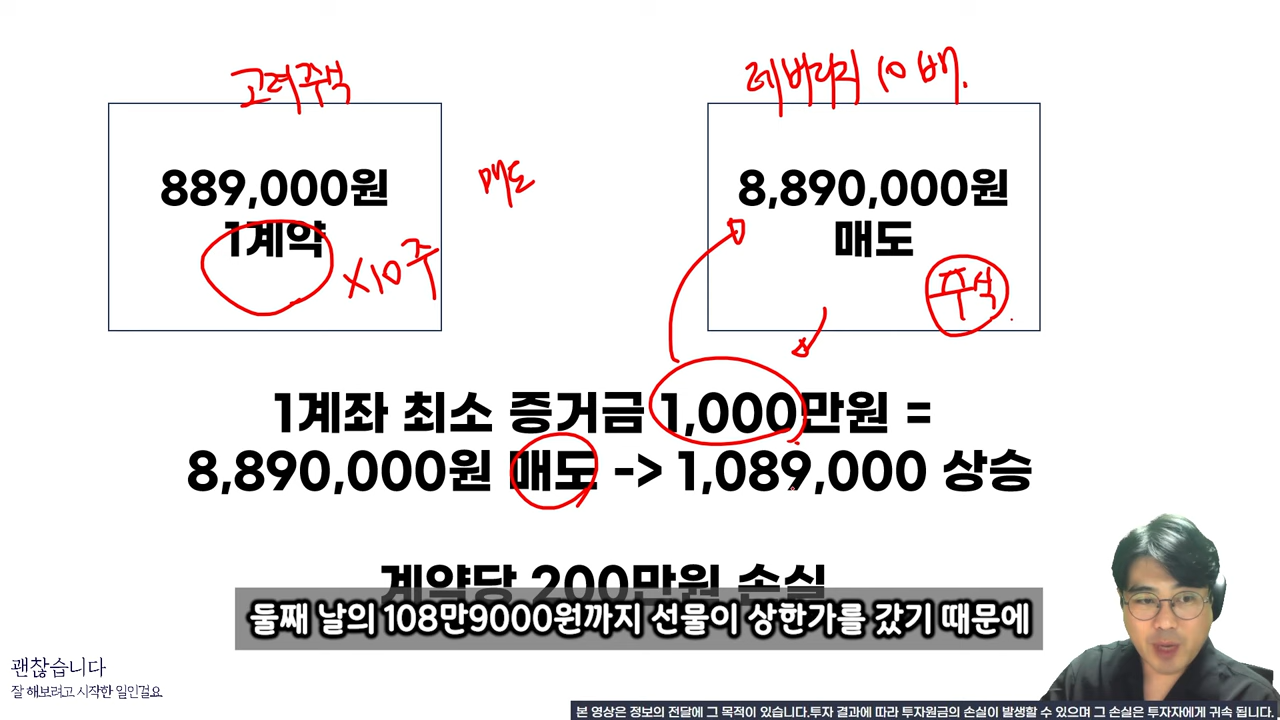 고려주석
레버리지 10배.
889,000원
1계약
X10주
매도
8,890,000원
매도
주석
1계좌 최소 증거금 1,000만원 =
8,890,000원 매도 -> 1,089,000 상승
계약당 200만원 손실
둘째 날의 108만9000원까지 선물이 상한가를 갔기 때문에
괜찮습니다
잘 해보려고 시작한 일인걸요
본 영상은 정보의 전달에 그 목적이 있습니다.투자 결과에 따라 투자원금의 손실이 발생할 수 있으며 그 손실은 투자자에게 귀속 됩니다.